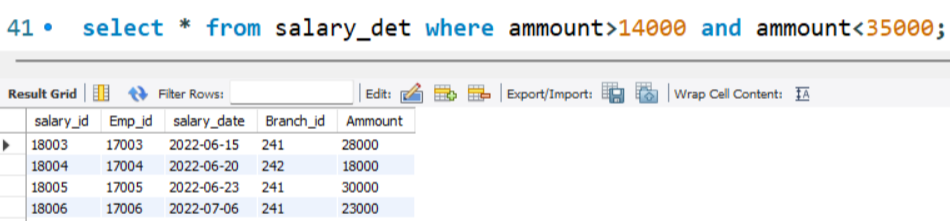 41 • select * from salary_det where ammount>14000 and ammount<35000;
Result Grid Filter Rows: Edit: Export/Import: Wrap Cell Content:
salary_id Emp_id salary_date Branch_id Ammount
18003 17003 2022-06-15 241 28000
18004 17004 2022-06-20 242 18000
18005 17005 2022-06-23 241 30000
18006 17006 2022-07-06 241 23000